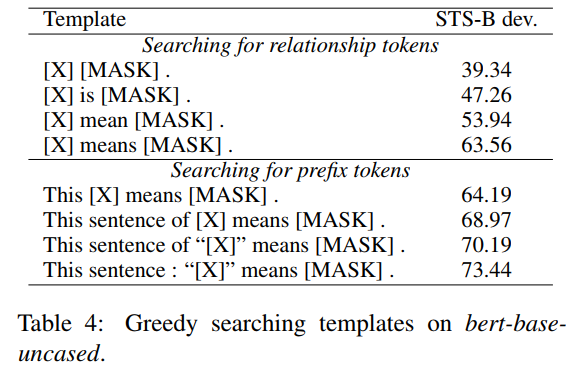 Template STS-B dev.
Searching for relationship tokens
[X] [MASK] . 39.34
[X] is [MASK] . 47.26
[X] mean [MASK] . 53.94
[X] means [MASK] . 63.56
Searching for prefix tokens
This [X] means [MASK] . 64.19
This sentence of [X] means [MASK] . 68.97
This sentence of “[X]” means [MASK] . 70.19
This sentence : “[X]” means [MASK] . 73.44
Table 4: Greedy searching templates on bert-base-
uncased.